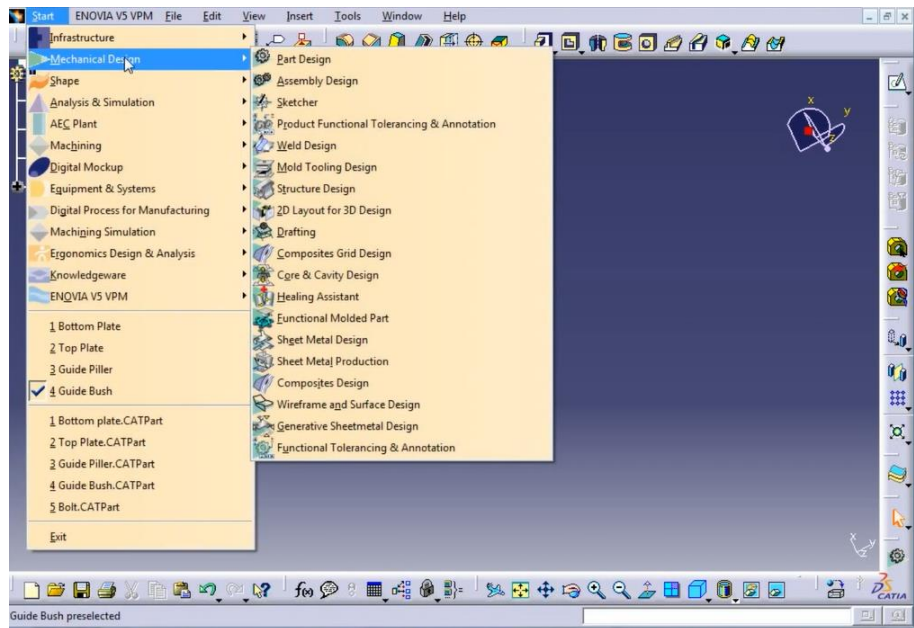 Start ENOVIA V5 VPM File Edit View Insert Tools Window Help
Infrastructure
Mechanical Design
Shape
Analysis & Simulation
AEC Plant
Machining
Digital Mockup
Equipment & Systems
Digital Process for Manufacturing
Machining Simulation
Ergonomics Design & Analysis
Knowledgeware
ENOVIA V5 VPM
1 Bottom Plate
2 Top Plate
3 Guide Piller
4 Guide Bush
1 Bottom plate.CATPart
2 Top Plate.CATPart
3 Guide Piller.CATPart
4 Guide Bush.CATPart
5 Bolt.CATPart
Exit
Part Design
Assembly Design
Sketcher
Product Functional Tolerancing & Annotation
Weld Design
Mold Tooling Design
Structure Design
2D Layout for 3D Design
Drafting
Composites Grid Design
Core & Cavity Design
Healing Assistant
Functional Molded Part
Sheet Metal Design
Sheet Metal Production
Composites Design
Wireframe and Surface Design
Generative Sheetmetal Design
Functional Tolerancing & Annotation
x
y
z
x
y
z
f(x)
CATIA
Guide Bush preselected